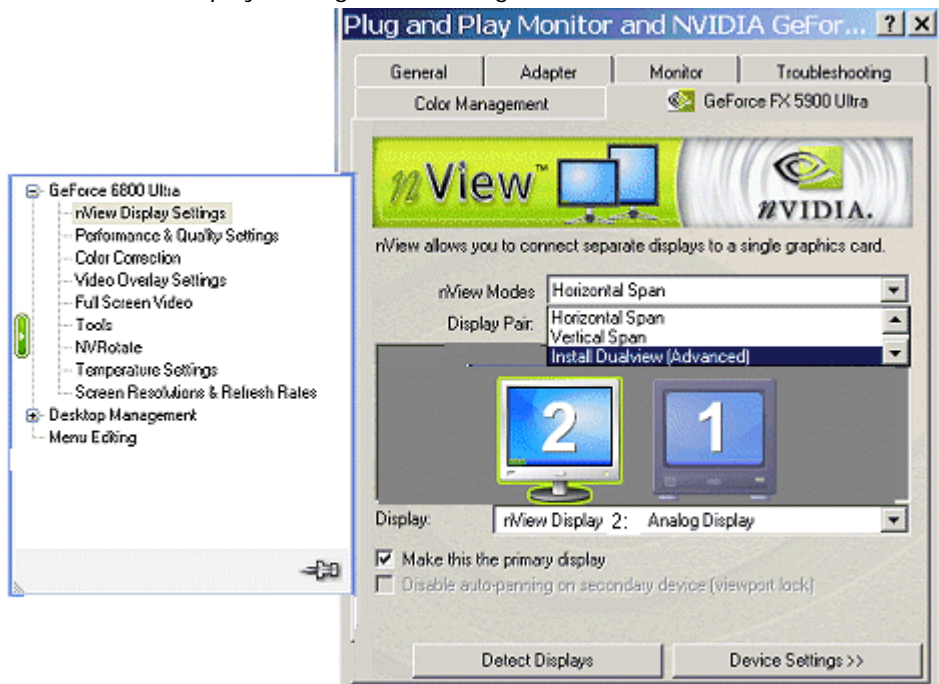 Plug and Play Monitor and NVIDIA GeFor...
General Adapter Monitor Troubleshooting
Color Management GeForce FX 5900 Ultra
nView™
nVIDIA.
nView allows you to connect separate displays to a single graphics card.
nView Modes Horizontal Span
Display Pair: Horizontal Span
Vertical Span
Install Dualview (Advanced)
2 1
Display: nView Display 2: Analog Display
Make this the primary display
Disable auto-panning on secondary device (viewport lock)
Detect Displays Device Settings >>
GeForce 6800 Ultra
nView Display Settings
Performance & Quality Settings
Color Correction
Video Overlay Settings
Full Screen Video
Tools
NVRotate
Temperature Settings
Screen Resolutions & Refresh Rates
Desktop Management
Menu Editing